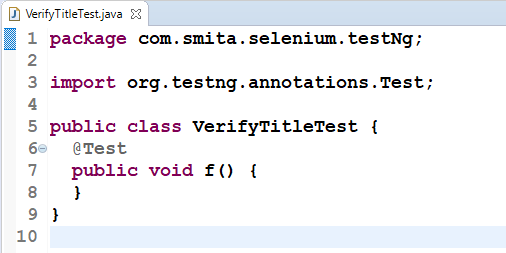 VerifyTitleTest.java
1 package com.smita.selenium.testNg;
2
3 import org.testng.annotations.Test;
4
5 public class VerifyTitleTest {
6 @Test
7 public void f() {
8 }
9 }
10